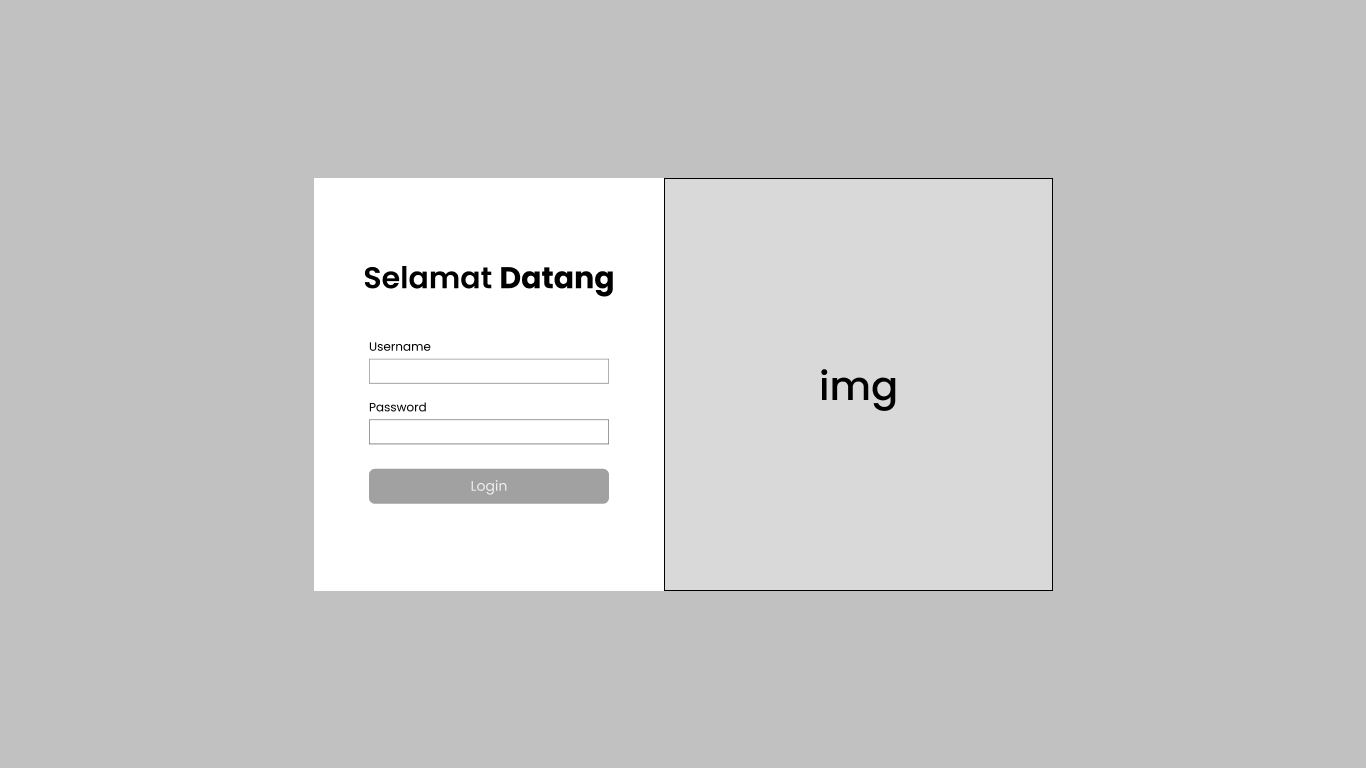 Selamat Datang
Username
Password
Login
img